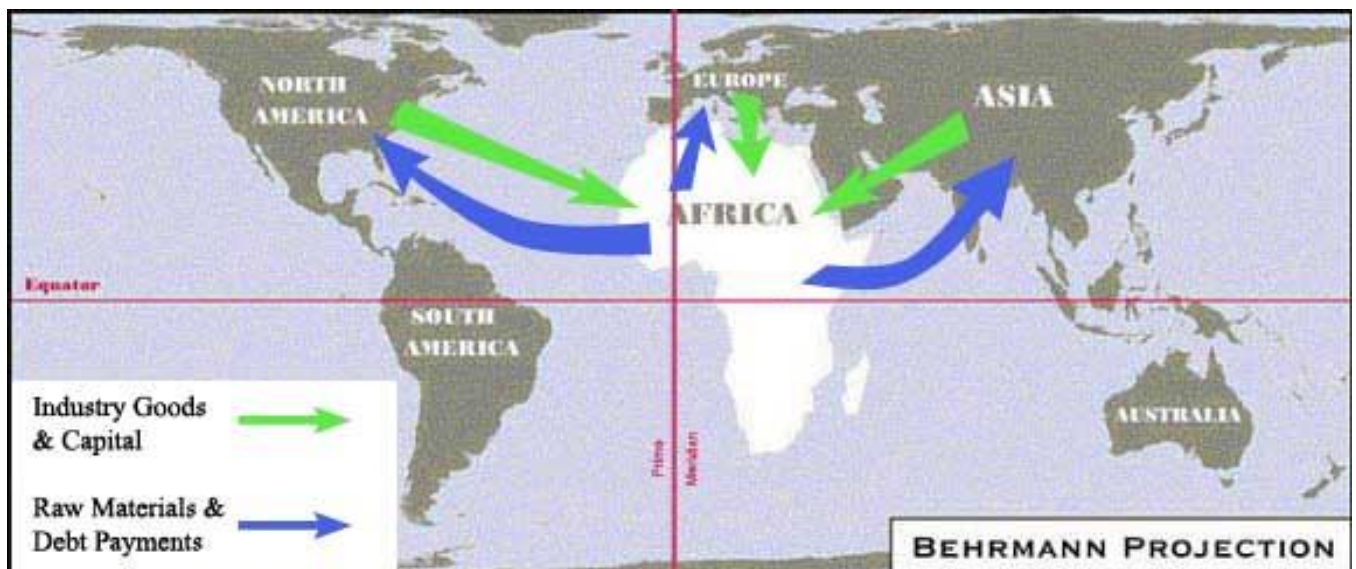 NORTH
AMERICA
EUROPE
ASIA
AFRICA
Equator
SOUTH
AMERICA
AUSTRALIA
Prime
Meridian
Industry Goods
& Capital
Raw Materials &
Debt Payments
BEHRMANN PROJECTION